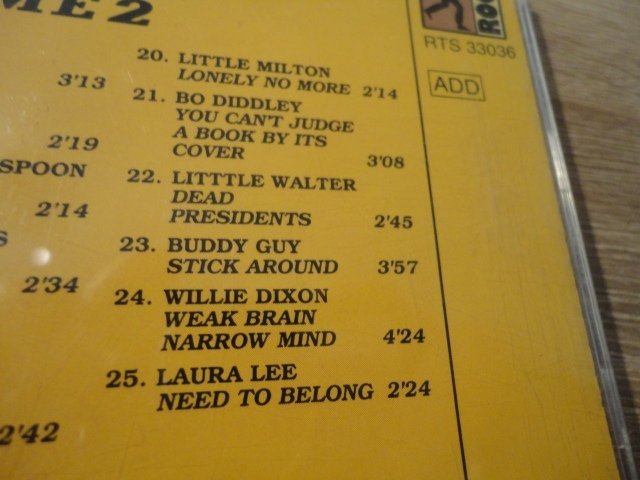 ME 2
ROC
RTS 33036
ADD
3'13
2'19
SPOON
2'14
S
2'34
2'42
20. LITTLE MILTON
LONELY NO MORE 2'14
21. BO DIDDLEY
YOU CAN'T JUDGE
A BOOK BY ITS
COVER 3'08
22. LITTTLE WALTER
DEAD
PRESIDENTS 2'45
23. BUDDY GUY
STICK AROUND 3'57
24. WILLIE DIXON
WEAK BRAIN
NARROW MIND 4'24
25. LAURA LEE
NEED TO BELONG 2'24